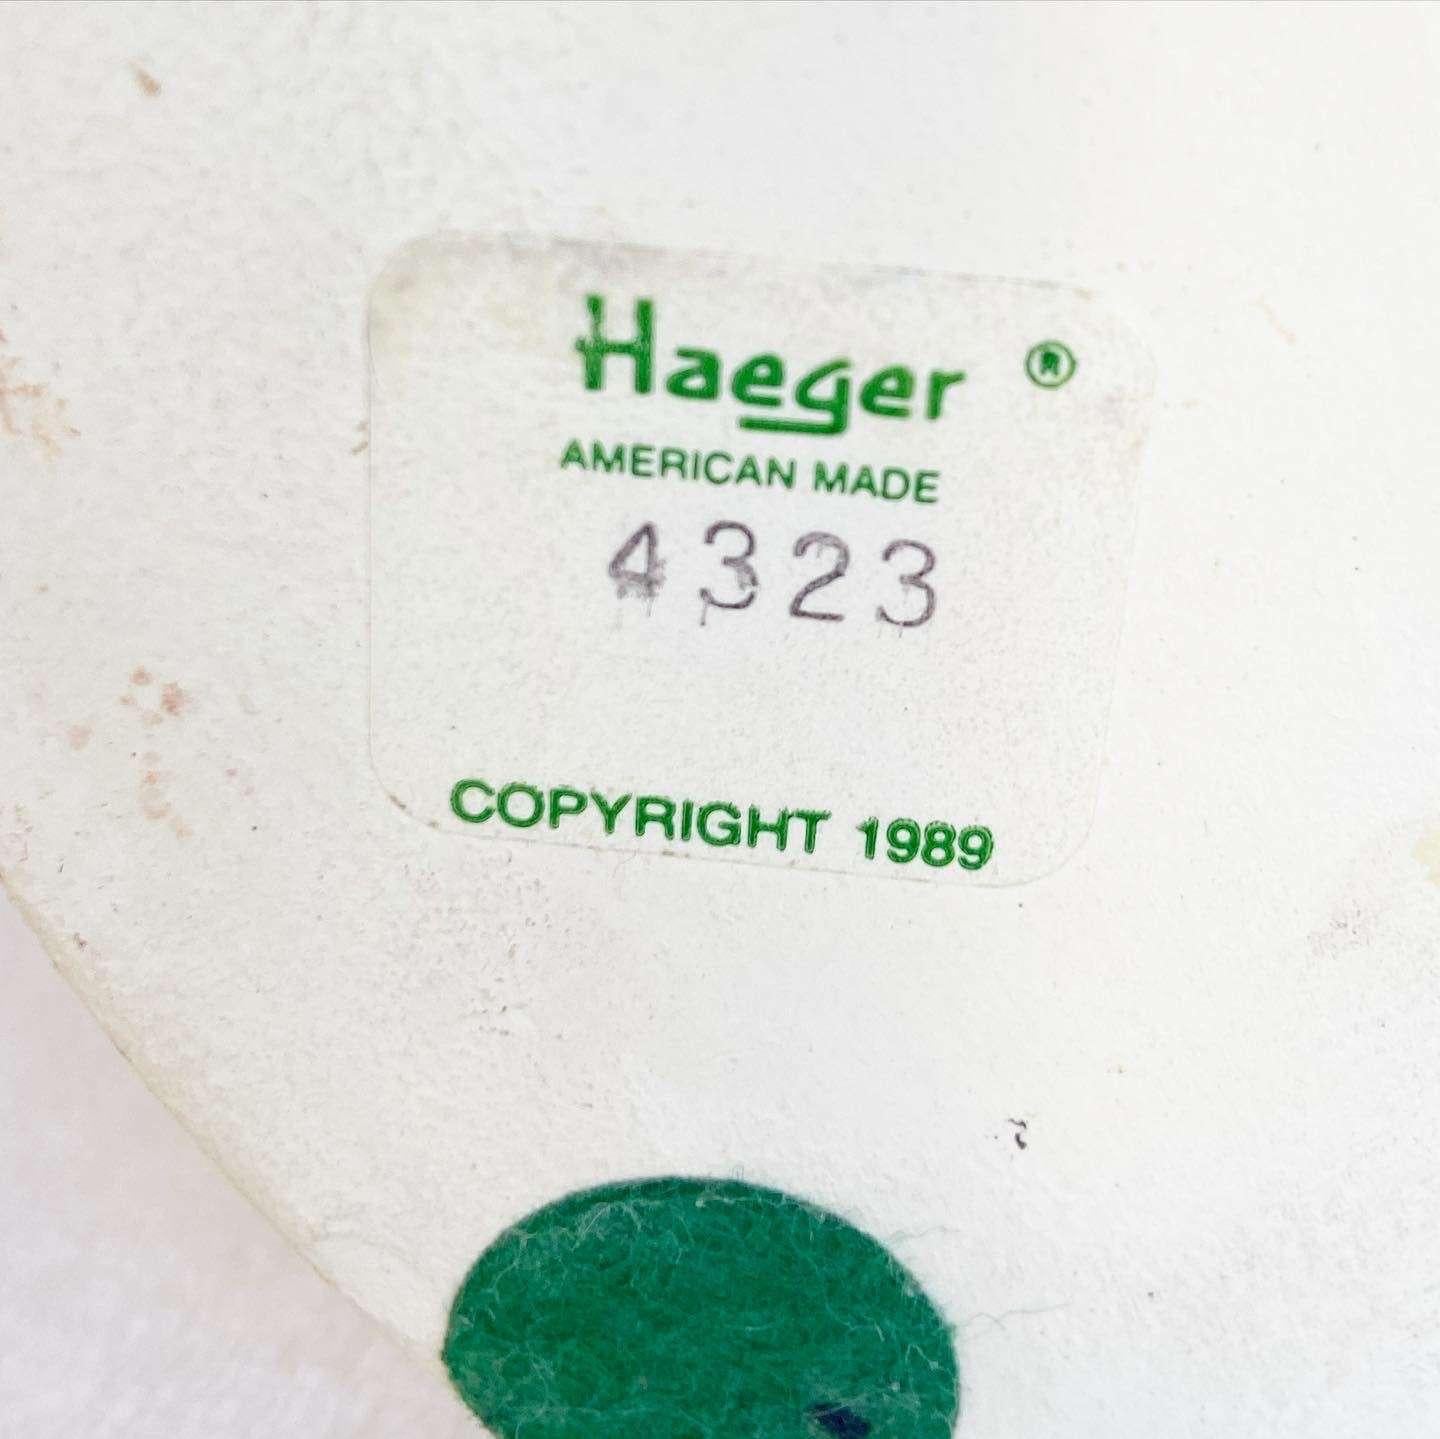 Haeger ®
AMERICAN MADE
4323
COPYRIGHT 1989